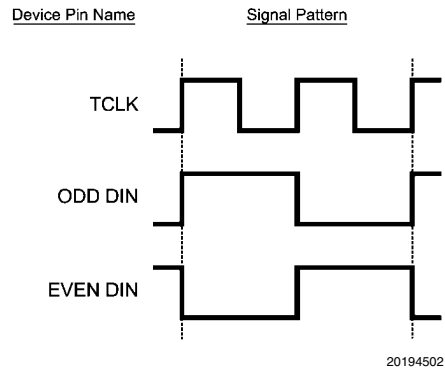 Device Pin Name Signal Pattern
TCLK
ODD DIN
EVEN DIN
20194502